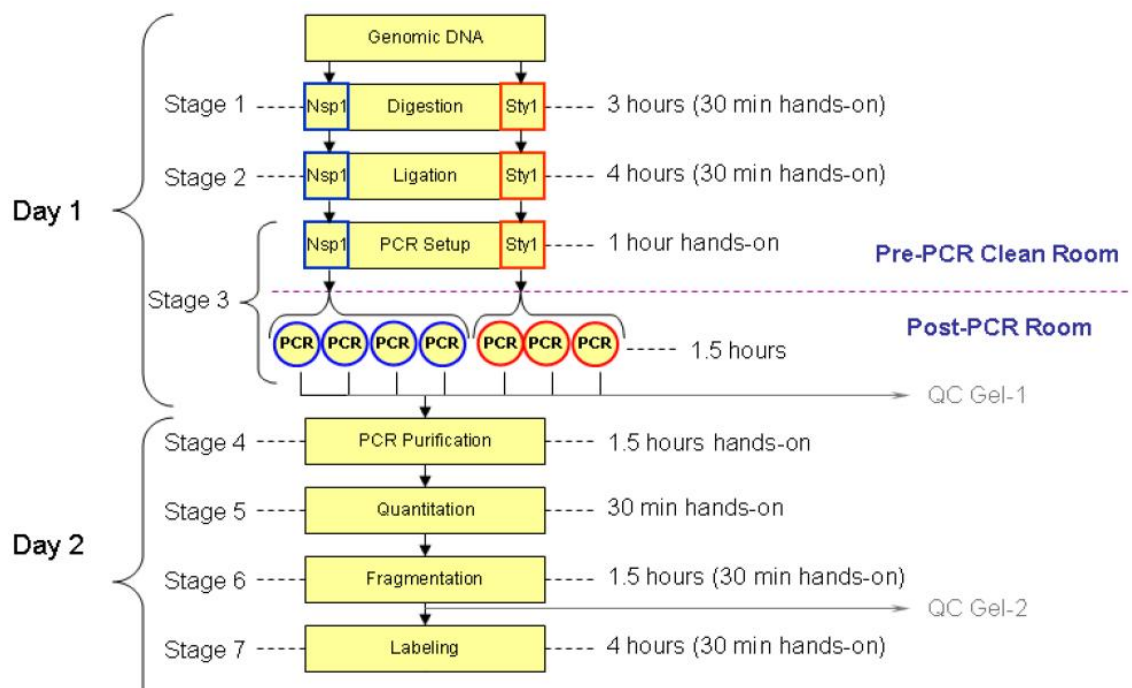 Genomic DNA
Stage 1
Nsp1
Digestion
Sty1
3 hours (30 min hands-on)
Stage 2
Nsp1
Ligation
Sty1
4 hours (30 min hands-on)
Day 1
Nsp1
PCR Setup
Sty1
1 hour hands-on
Pre-PCR Clean Room
Stage 3
Post-PCR Room
PCR
PCR
PCR
PCR
PCR
PCR
PCR
1.5 hours
QC Gel-1
Stage 4
PCR Purification
1.5 hours hands-on
Stage 5
Quantitation
30 min hands-on
Day 2
Stage 6
Fragmentation
1.5 hours (30 min hands-on)
QC Gel-2
Stage 7
Labeling
4 hours (30 min hands-on)